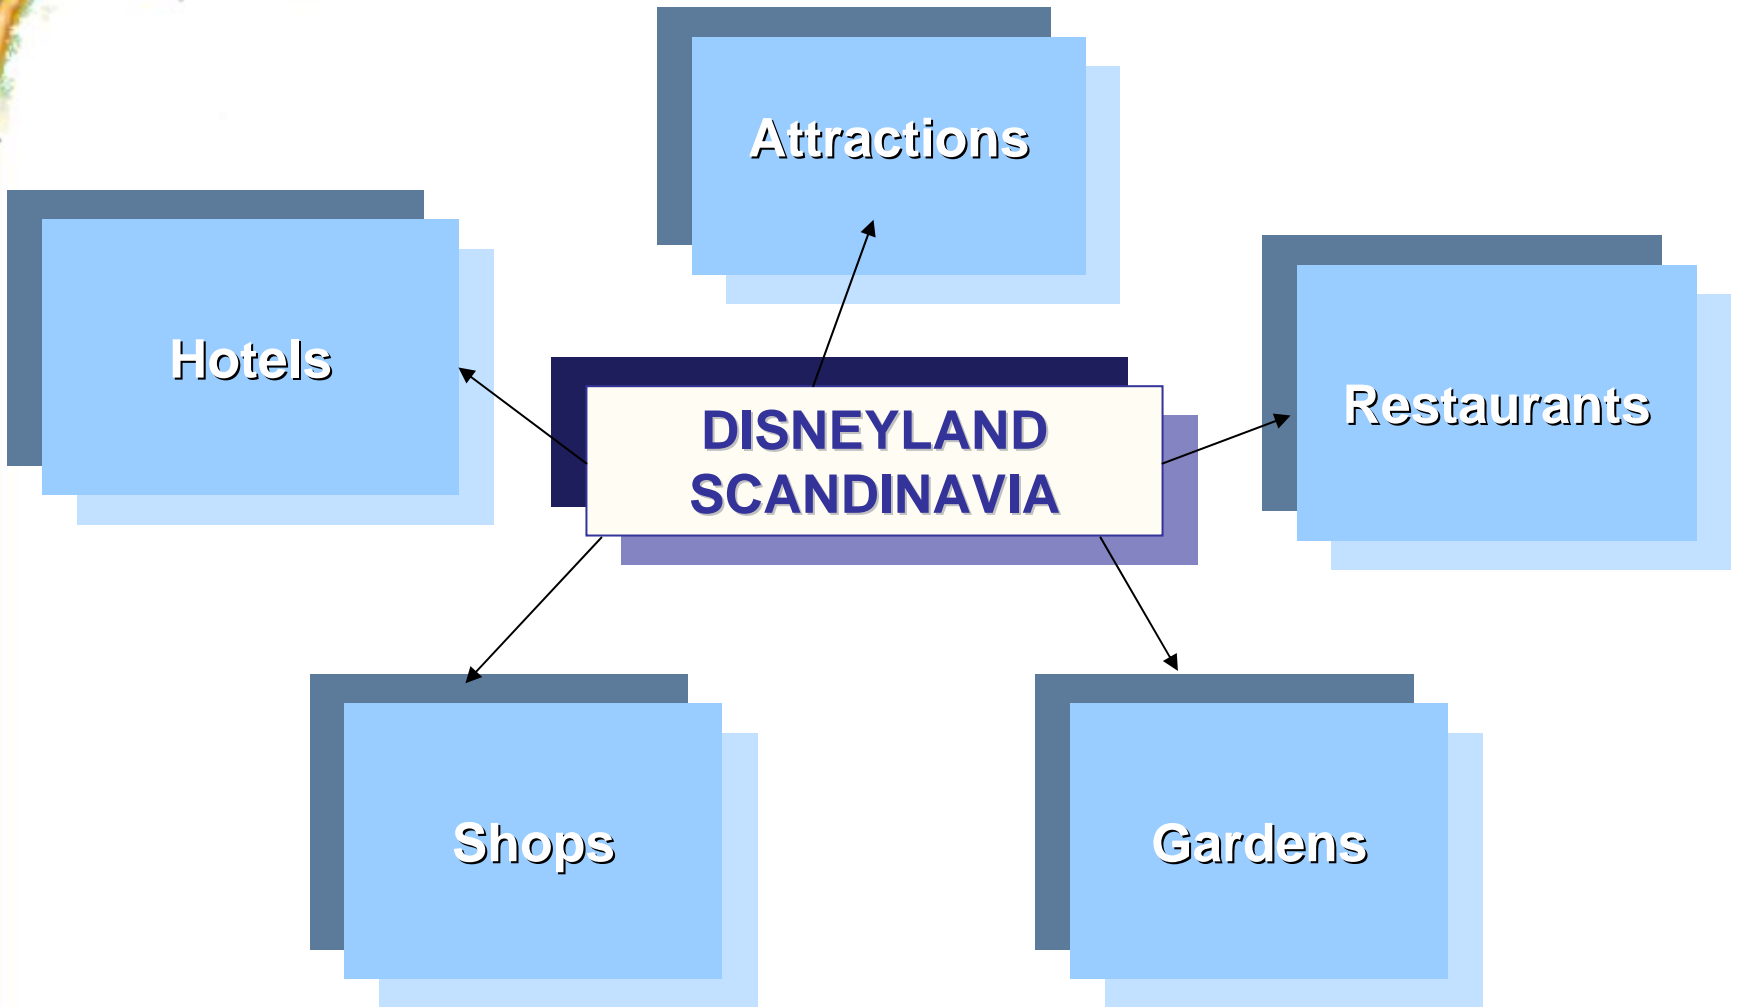 Attractions
Hotels
Restaurants
DISNEYLAND
SCANDINAVIA
Shops
Gardens